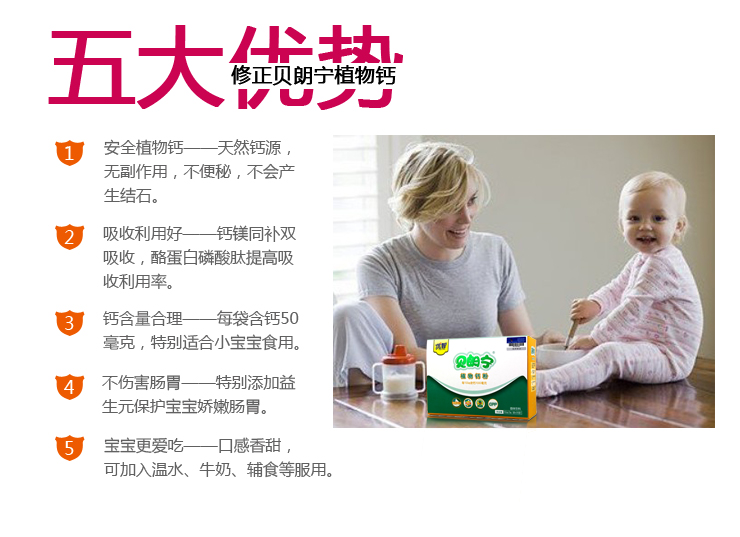 五大优势
修正贝朗宁植物钙
1 安全植物钙——天然钙源，
无副作用，不便秘，不会产
生结石。
2 吸收利用好——钙镁同补双
吸收，酪蛋白磷酸肽提高吸
收利用率。
3 钙含量合理——每袋含钙50
毫克，特别适合小宝宝食用。
4 不伤害肠胃——特别添加益
生元保护宝宝娇嫩肠胃。
5 宝宝更爱吃——口感香甜，
可加入温水、牛奶、辅食等服用。
贝朗宁
植物钙粉